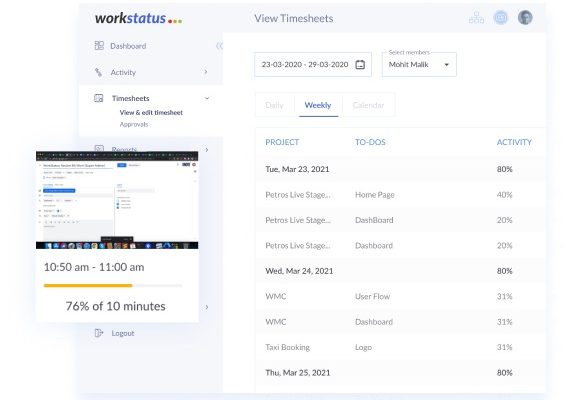 workstatus
View Timesheets
Dashboard
Activity
Timesheets
View & edit timesheet
Approvals
Reports
Logout
23-03-2020 - 29-03-2020
Select members
Mohit Malik
Daily
Weekly
Calendar
PROJECT TO-DOS ACTIVITY
Tue, Mar 23, 2021 80%
Petros Live Stage... Home Page 40%
Petros Live Stage... DashBoard 20%
Petros Live Stage... Dashboard 20%
Wed, Mar 24, 2021 80%
WMC User Flow 31%
WMC Dashboard 31%
Taxi Booking Logo 31%
Thu, Mar 25, 2021 80%
10:50 am - 11:00 am
76% of 10 minutes